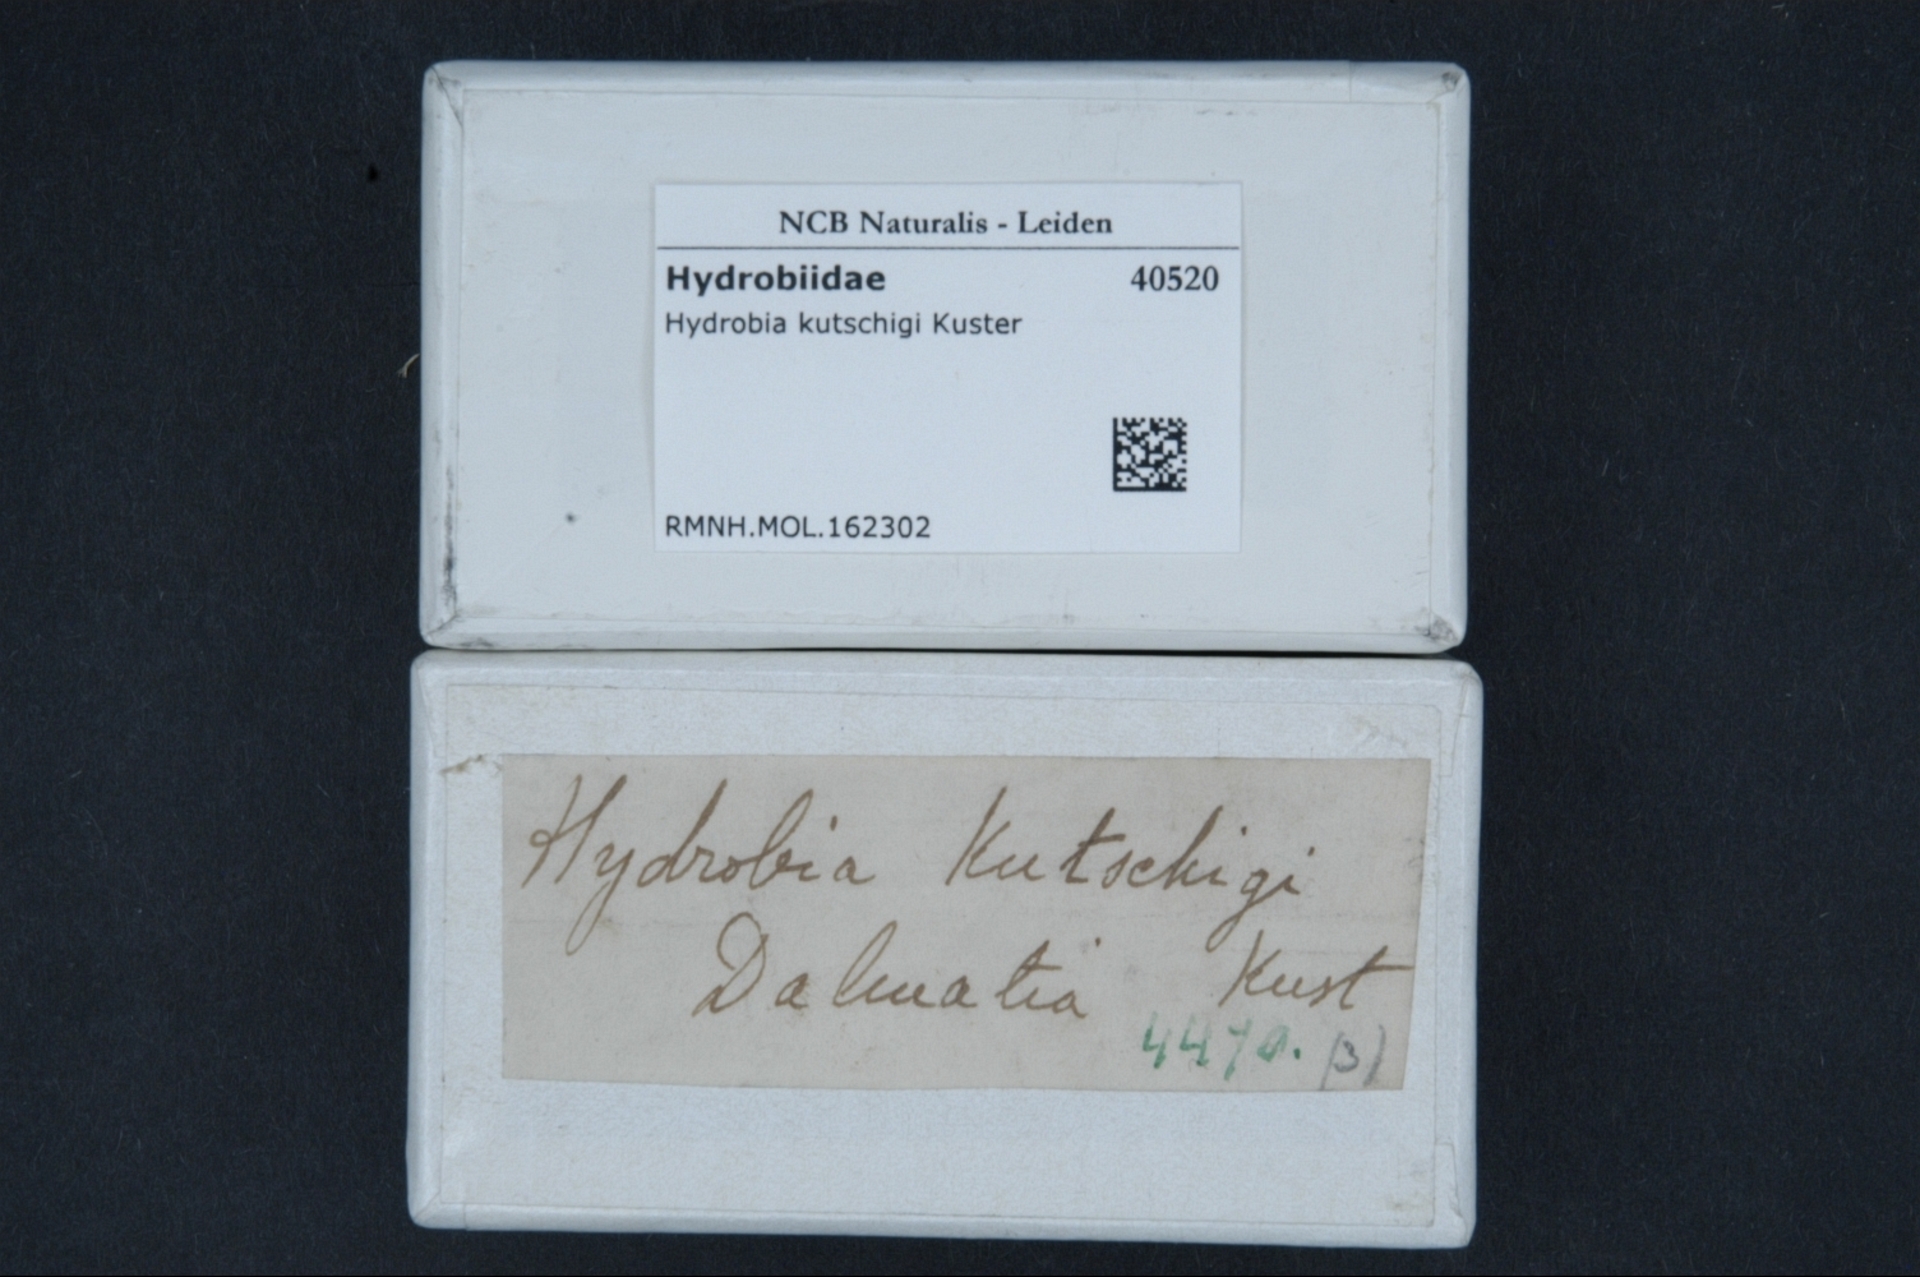 NCB Naturalis - Leiden
Hydrobiidae 40520
Hydrobia kutschigi Kuster
RMNH.MOL.162302
Hydrobia Kutschigi
Dalmatia Kust
4470. (3)